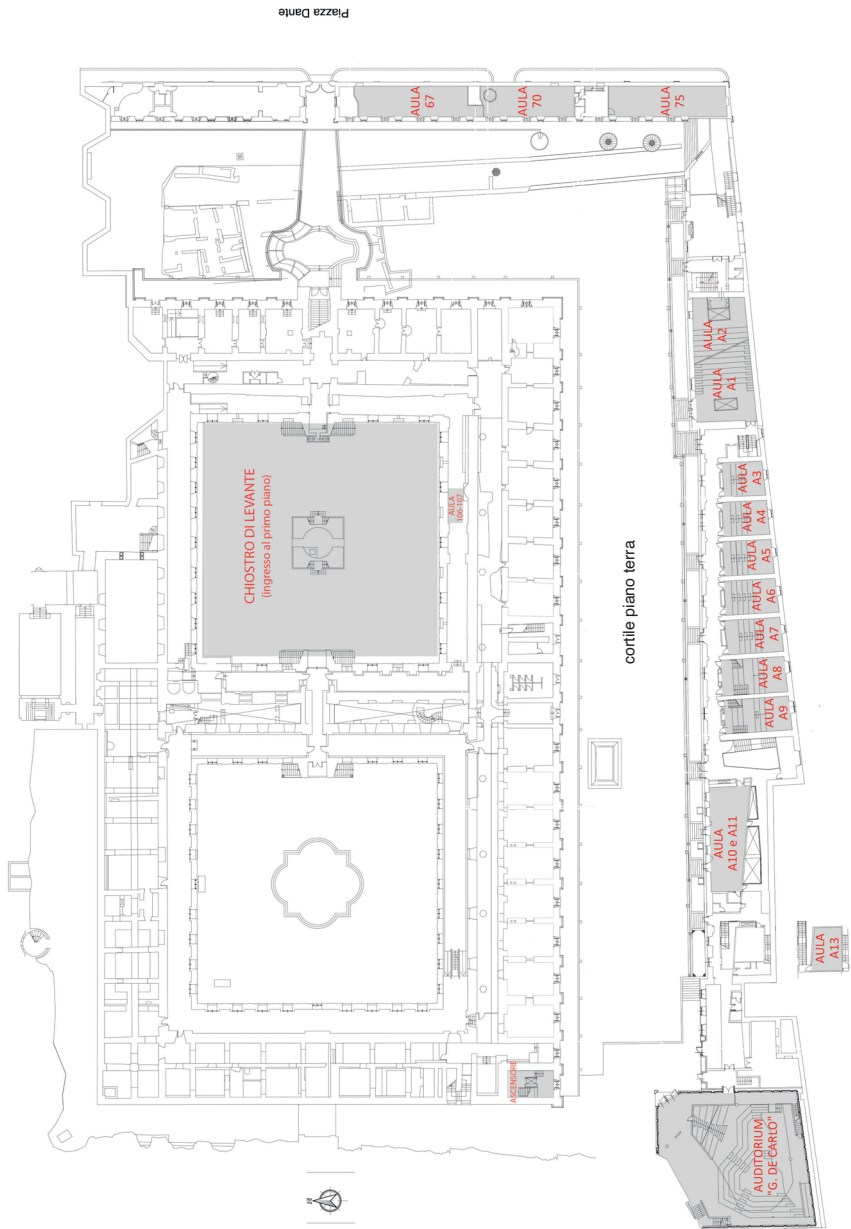 Piazza Dante
AULA
67
AULA
70
AULA
75
AULA
A2
AULA
A1
CHIOSTRO DI LEVANTE
(ingresso al primo piano)
AULA
106-107
AULA
A3
AULA
A4
AULA
A5
AULA
A6
AULA
A7
AULA
A8
AULA
A9
cortile piano terra
AULA
A10 e A11
AULA
A13
ASCENSORE
AUDITORIUM
"G. DE CARLO"
N